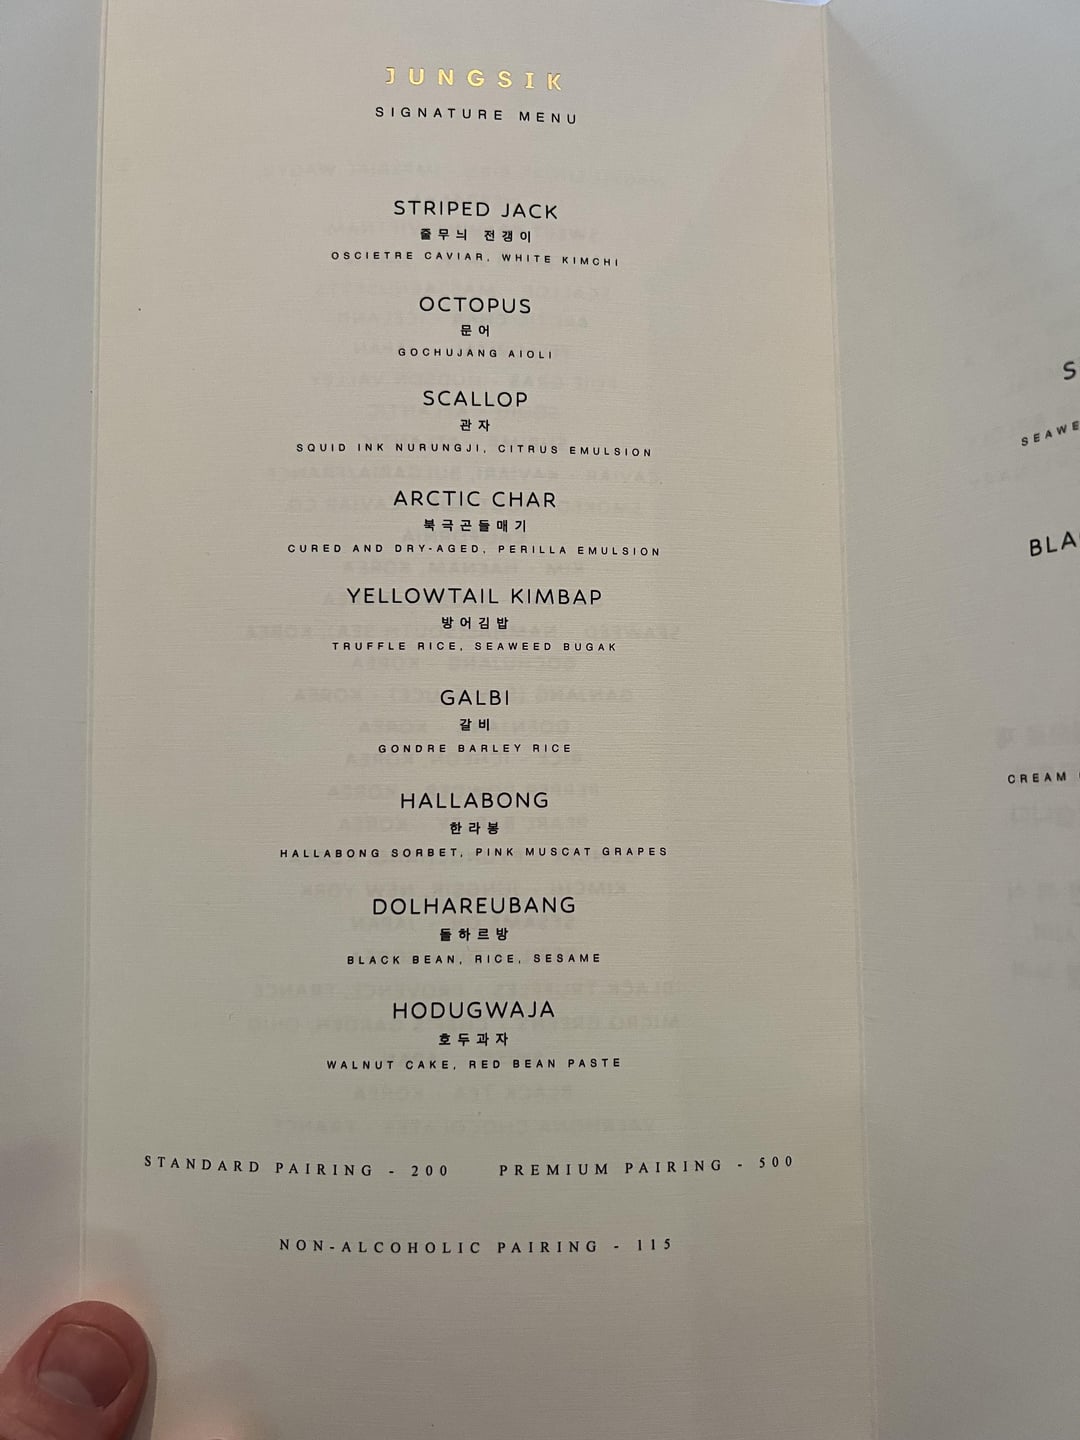 JUNGSIK
SIGNATURE MENU
STRIPED JACK
줄무늬 전갱이
OSCIETRE CAVIAR, WHITE KIMCHI
OCTOPUS
문어
GOCHUJANG AIOLI
SCALLOP
관자
SQUID INK NURUNGJI, CITRUS EMULSION
ARCTIC CHAR
북극곤들매기
CURED AND DRY-AGED, PERILLA EMULSION
YELLOWTAIL KIMBAP
방어김밥
TRUFFLE RICE, SEAWEED BUGAK
GALBI
갈비
GONDRE BARLEY RICE
HALLABONG
한라봉
HALLABONG SORBET, PINK MUSCAT GRAPES
DOLHAREUBANG
돌하르방
BLACK BEAN, RICE, SESAME
HODUGWAJA
호두과자
WALNUT CAKE, RED BEAN PASTE
STANDARD PAIRING - 200 PREMIUM PAIRING - 500
NON-ALCOHOLIC PAIRING - 115
CREAM